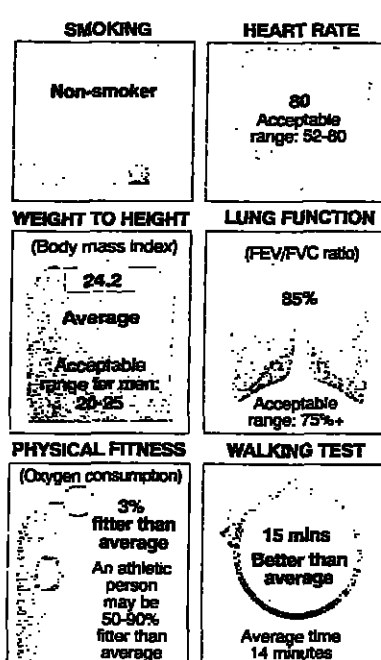 SMOKING
Non-smoker
HEART RATE
80
Acceptable
range: 52-80
WEIGHT TO HEIGHT
(Body mass index)
24.2
Average
Acceptable
range for men:
20-25
LUNG FUNCTION
(FEV/FVC ratio)
85%
Acceptable
range: 75%+
PHYSICAL FITNESS
(Oxygen consumption)
3%
fitter than
average
An athletic
person
may be
50-90%
fitter than
average
WALKING TEST
15 mins
Better than
average
Average time
14 minutes